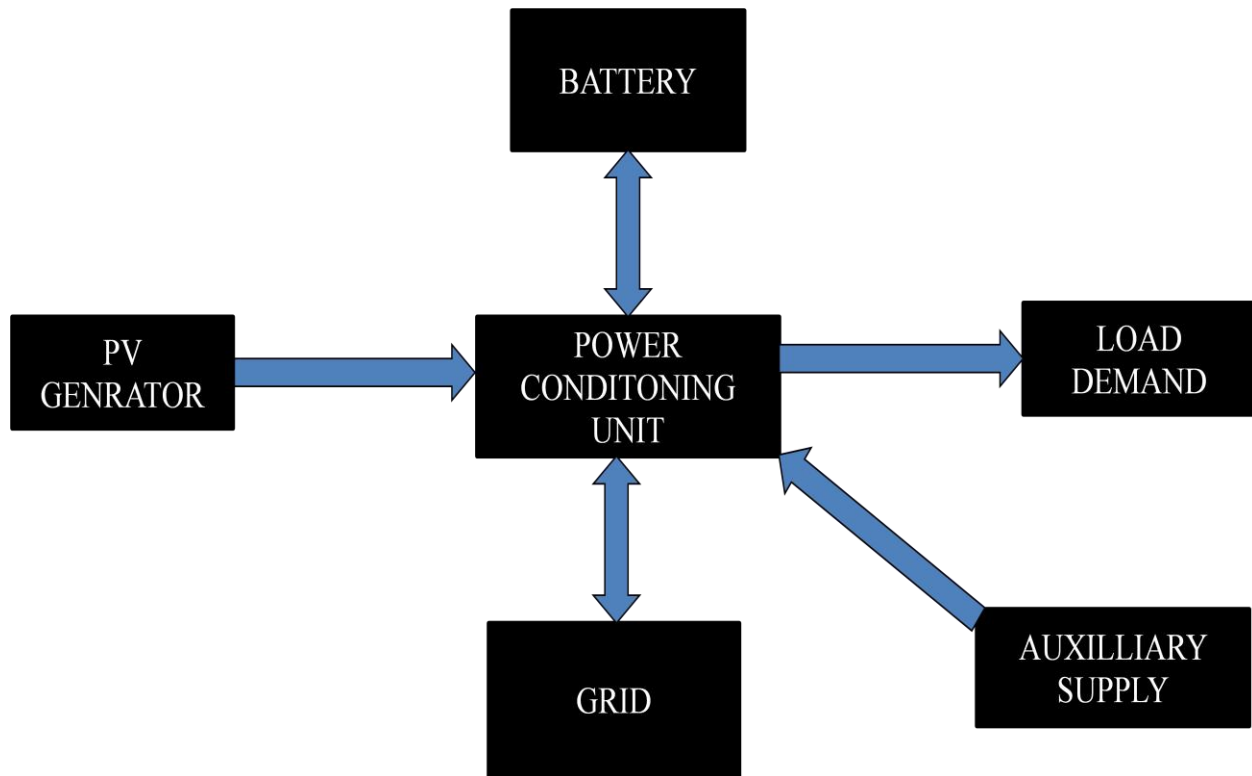 BATTERY
PV
GENRATOR
POWER
CONDITONING
UNIT
LOAD
DEMAND
GRID
AUXILLIARY
SUPPLY